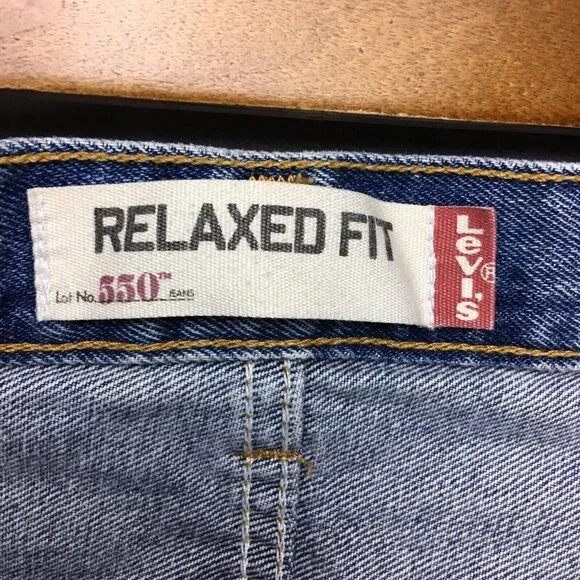 RELAXED FIT
Lot No. 550™ JEANS
LeVI'S ®